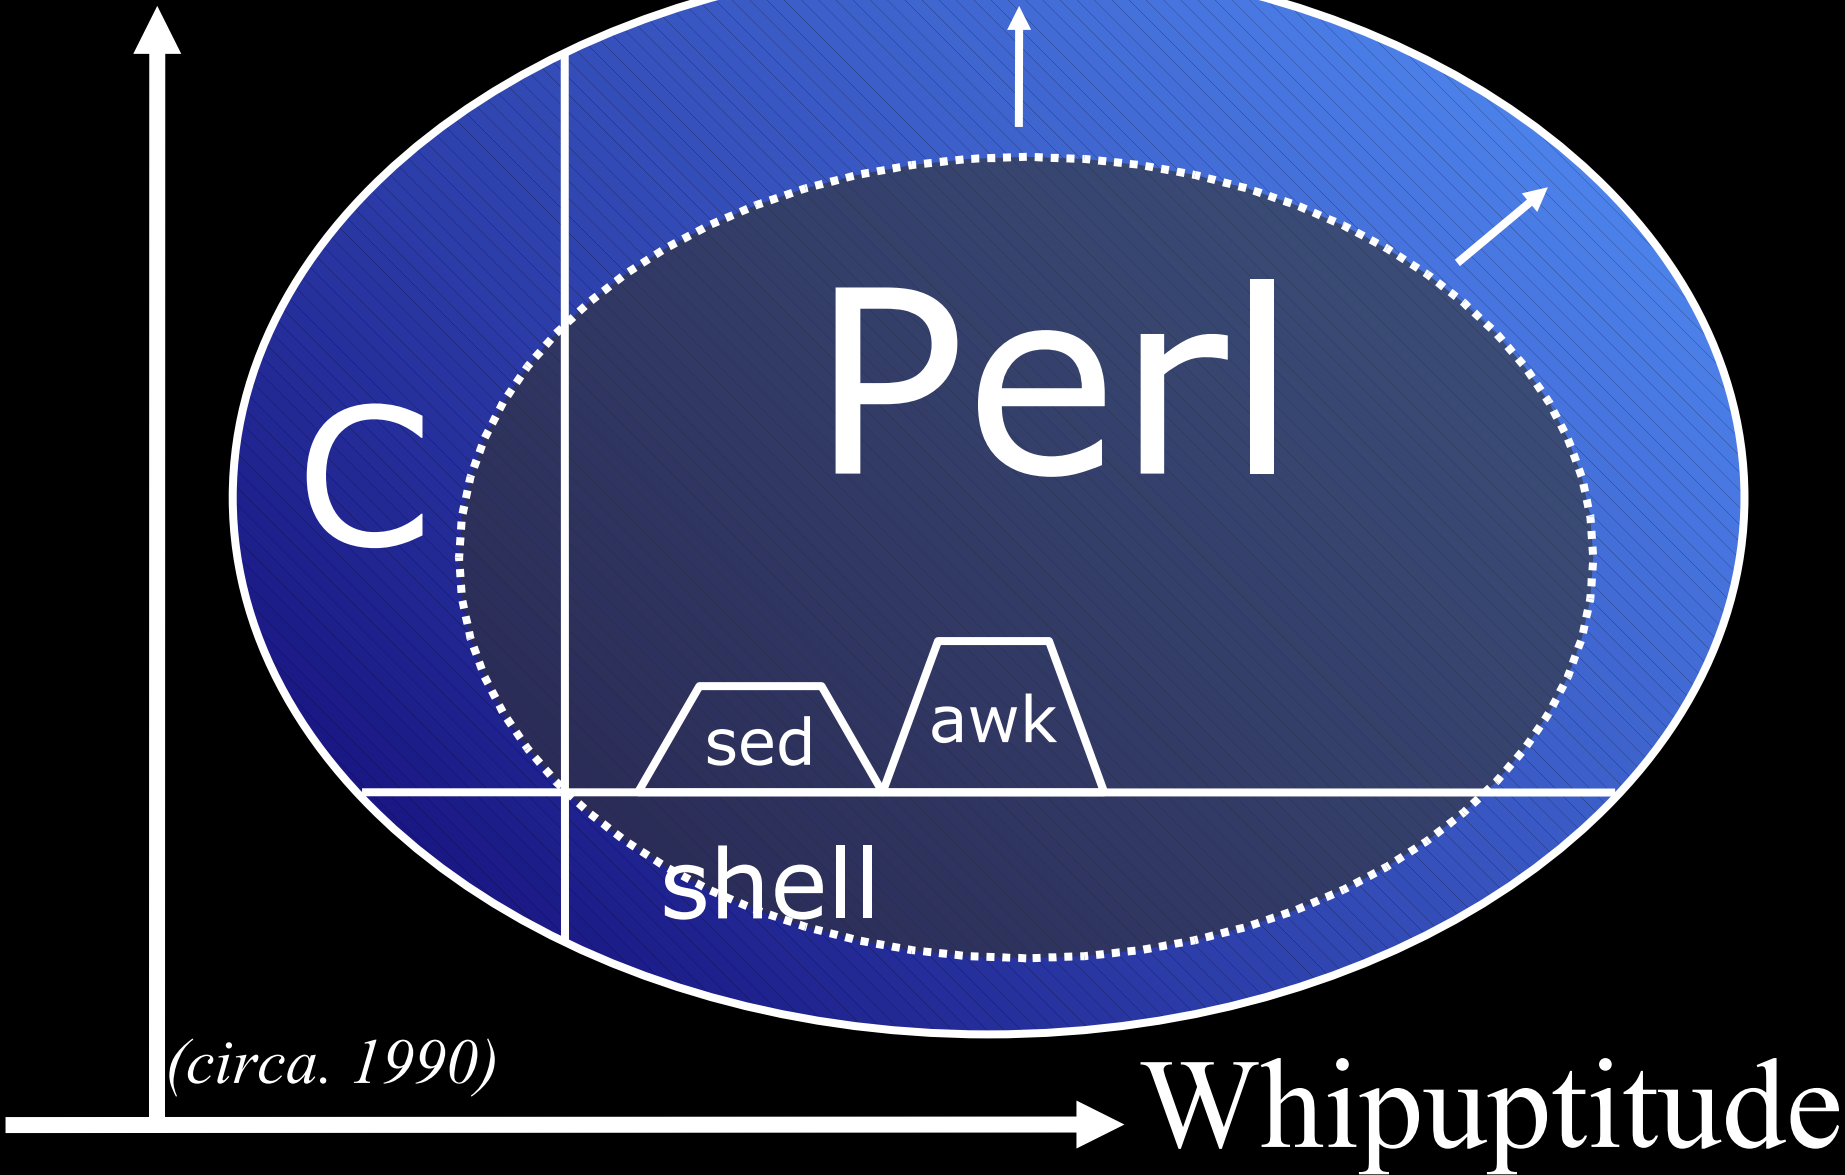 Perl
C
sed
awk
shell
(circa. 1990)
Whipuptitude